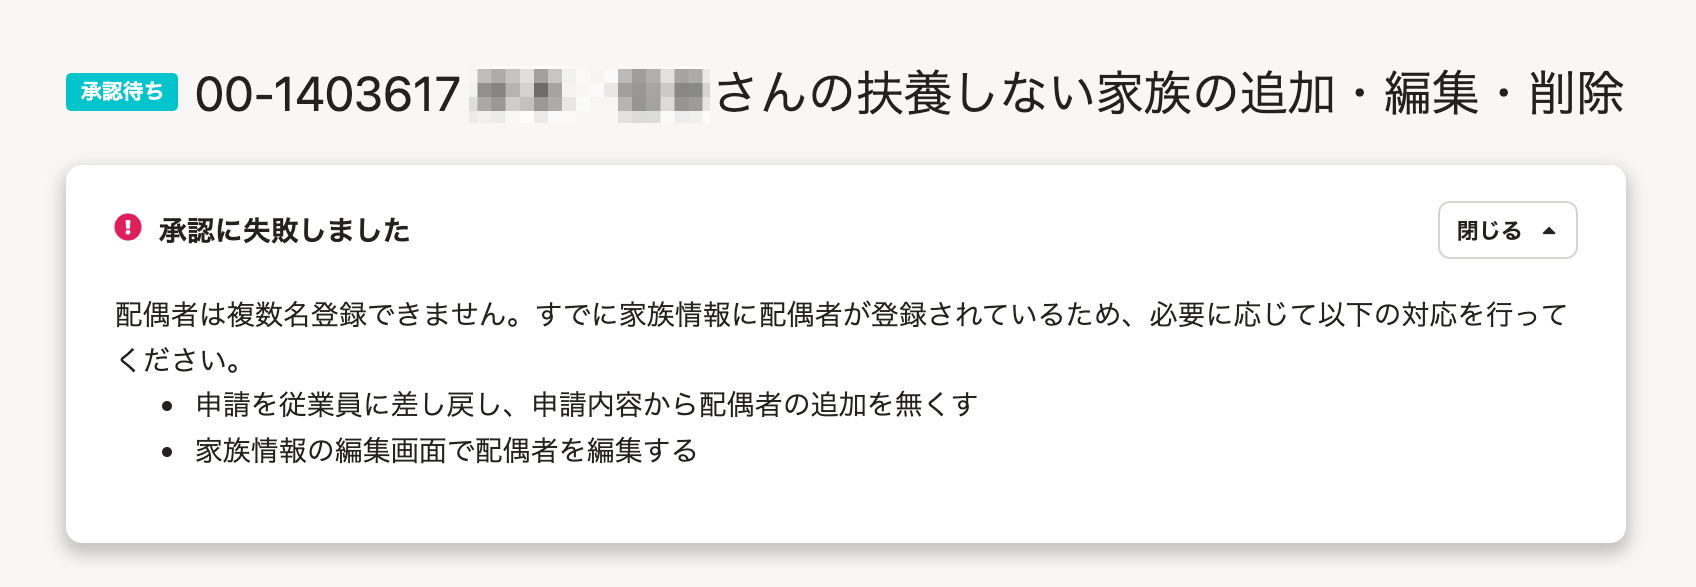 承認待ち 00-1403617 さんの扶養しない家族の追加・編集・削除
承認に失敗しました
閉じる
配偶者は複数名登録できません。すでに家族情報に配偶者が登録されているため、必要に応じて以下の対応を行って
ください。
• 申請を従業員に差し戻し、申請内容から配偶者の追加を無くす
• 家族情報の編集画面で配偶者を編集する